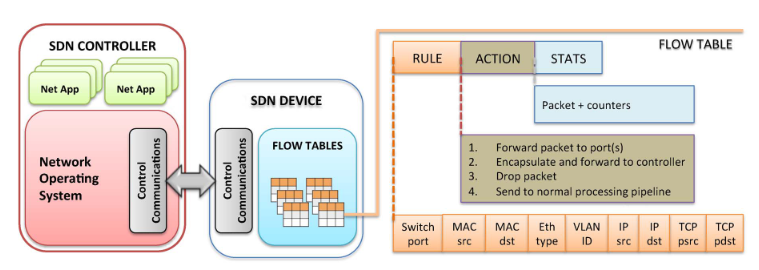 SDN CONTROLLER
Net App
Net App
Network
Operating
System
Control
Communications
SDN DEVICE
Control
Communications
FLOW TABLES
FLOW TABLE
RULE
ACTION
STATS
Packet + counters
1. Forward packet to port(s)
2. Encapsulate and forward to controller
3. Drop packet
4. Send to normal processing pipeline
Switch port
MAC src
MAC dst
Eth type
VLAN ID
IP src
IP dst
TCP psrc
TCP pdst